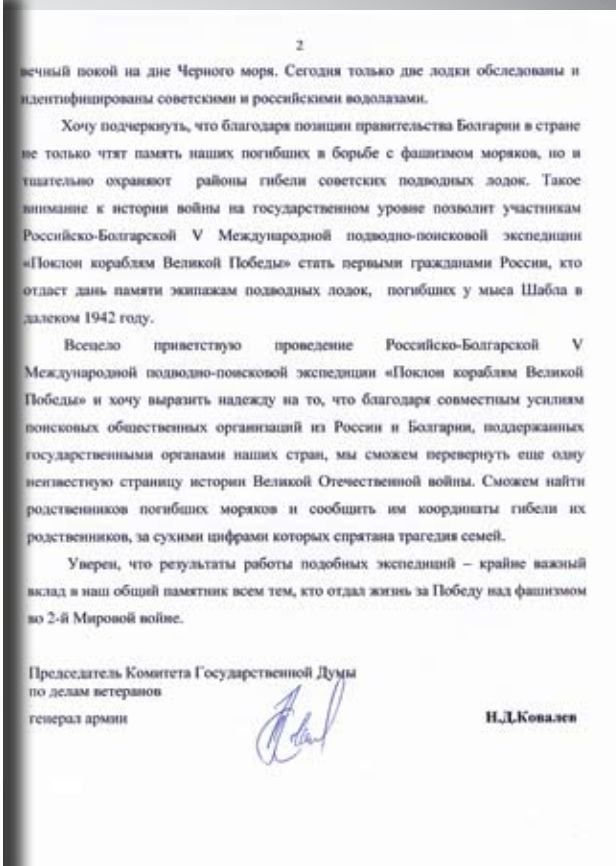 2
вечный покой на дне Черного моря. Сегодня только две лодки обследованы и
идентифицированы советскими и российскими водолазами.
Хочу подчеркнуть, что благодаря позиции правительства Болгарии в стране
не только чтят память наших погибших в борьбе с фашизмом моряков, но и
тщательно охраняют районы гибели советских подводных лодок. Такое
внимание к истории войны на государственном уровне позволит участникам
Российско-Болгарской V Международной подводно-поисковой экспедиции
«Поклон кораблям Великой Победы» стать первыми гражданами России, кто
отдаст дань памяти экипажам подводных лодок, погибших у мыса Шабла в
далеком 1942 году.
Всецело приветствую проведение Российско-Болгарской V
Международной подводно-поисковой экспедиции «Поклон кораблям Великой
Победы» и хочу выразить надежду на то, что благодаря совместным усилиям
поисковых общественных организаций из России и Болгарии, поддержанных
государственными органами наших стран, мы сможем перевернуть еще одну
неизвестную страницу истории Великой Отечественной войны. Сможем найти
родственников погибших моряков и сообщить им координаты гибели их
родственников, за сухими цифрами которых спрятана трагедия семей.
Уверен, что результаты работы подобных экспедиций – крайне важный
вклад в наш общий памятник всем тем, кто отдал жизнь за Победу над фашизмом
во 2-й Мировой войне.
Председатель Комитета Государственной Думы
по делам ветеранов
генерал армии Н.Д.Ковалев